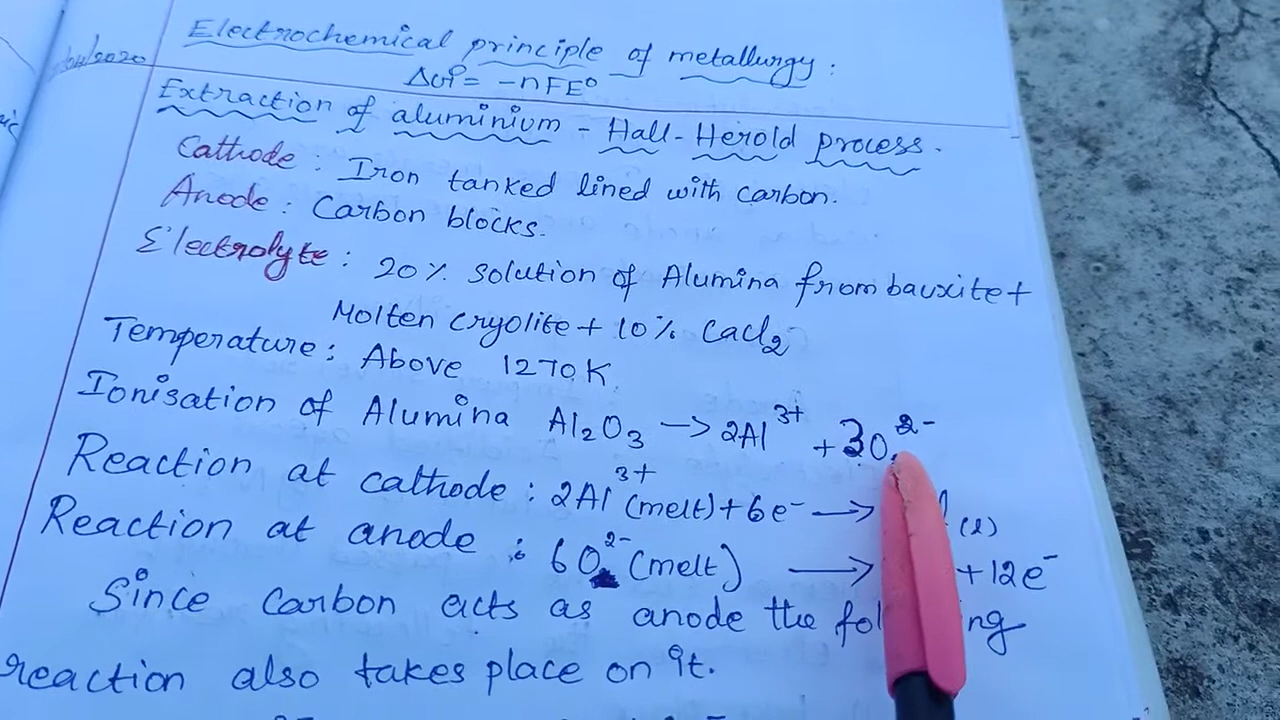 Electrochemical principle of metallurgy:
ΔG°= -nFE°
Extraction of aluminium - Hall-Herold process.
Cathode: Iron tanked lined with carbon.
Anode: Carbon blocks.
Electrolyte: 20% solution of Alumina from bauxite+
Molten cryolite + 10% CaCl2
Temperature: Above 1270K.
Ionisation of Alumina Al2O3 → 2Al³⁺ + 3O²⁻
Reaction at cathode: 2Al³⁺ (melt) + 6e⁻ → (l)
Reaction at anode : 6O²⁻ (melt) → +12e⁻
Since carbon acts as anode the
reaction also takes place on it.